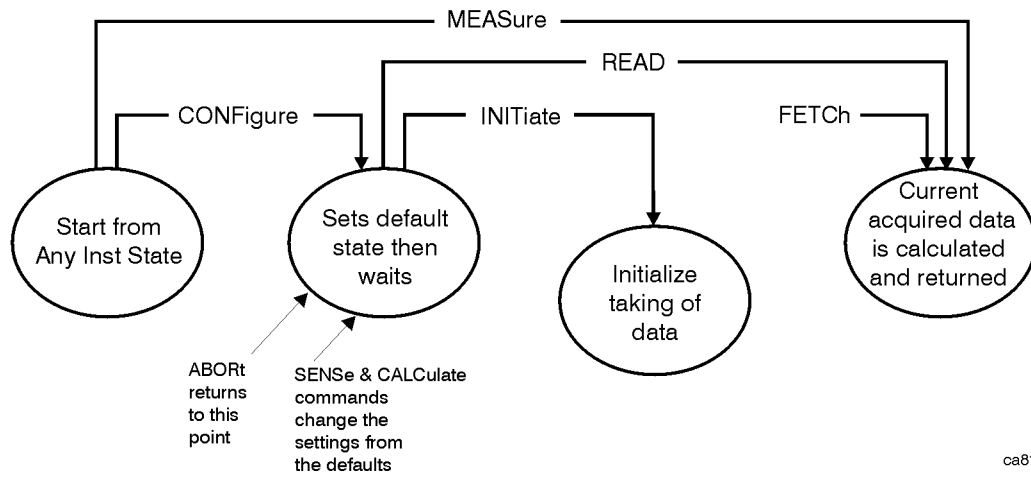 MEASure
READ
CONFigure
INITiate
FETCh
Start from
Any Inst State
Sets default
state then
waits
Initialize
taking of
data
Current
acquired data
is calculated
and returned
ABORt
returns
to this
point
SENSe & CALCulate
commands
change the
settings from
the defaults